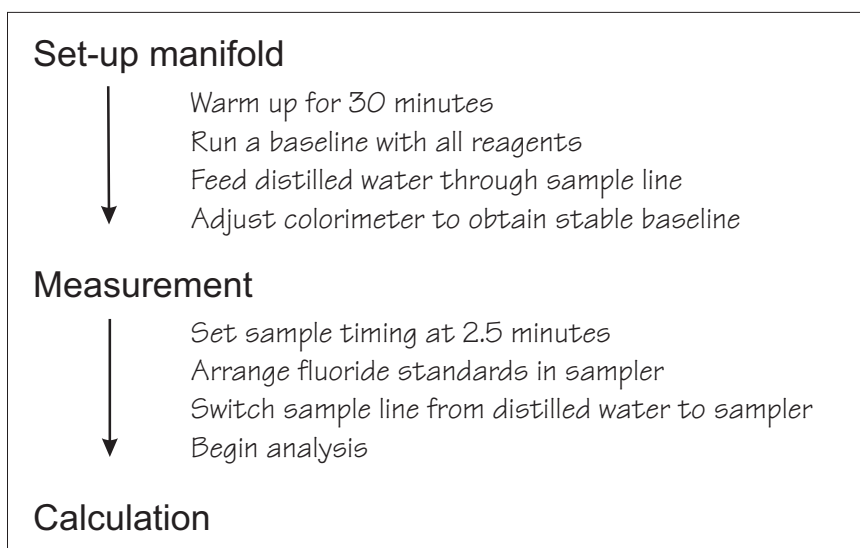 Set-up manifold
Warm up for 30 minutes
Run a baseline with all reagents
Feed distilled water through sample line
Adjust colorimeter to obtain stable baseline
Measurement
Set sample timing at 2.5 minutes
Arrange fluoride standards in sampler
Switch sample line from distilled water to sampler
Begin analysis
Calculation